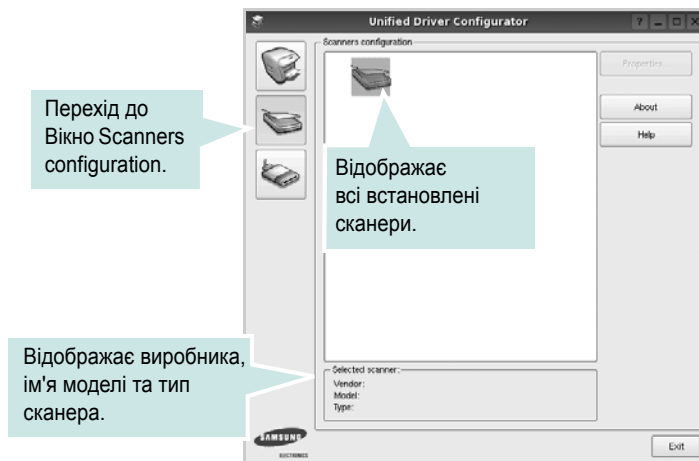 Unified Driver Configurator
Scanners configuration
Properties...
About
Help
Перехід до
Вікно Scanners
configuration.
Відображає
всі встановлені
сканери.
Відображає виробника,
ім'я моделі та тип
сканера.
Selected scanner:
Vendor:
Model:
Type:
SAMSUNG
ELECTRONICS
Exit